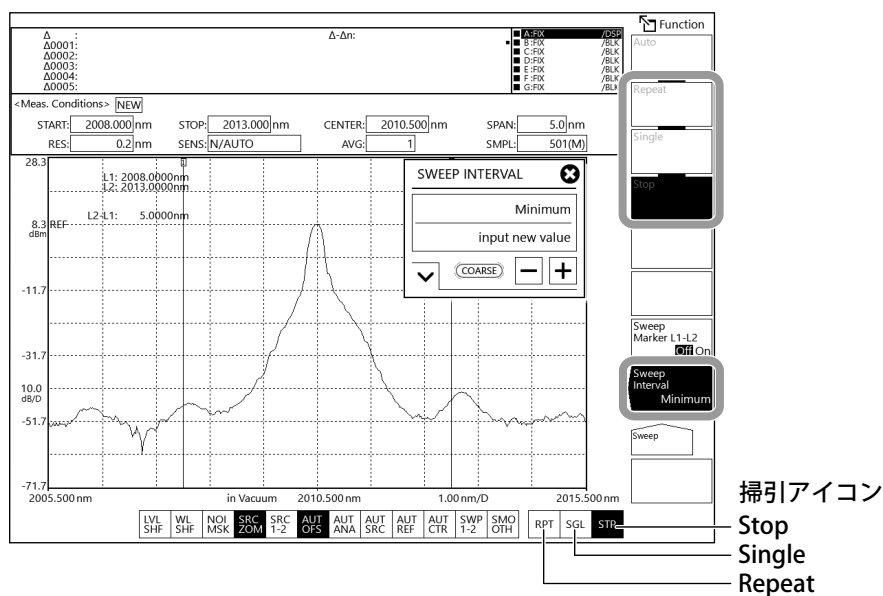 Function
Δ :
Δ0001:
Δ0002:
Δ0003:
Δ0004:
Δ0005:
Δ-Δn:
A:FIX /DSP
B:FIX /BLK
C:FIX /BLK
D:FIX /BLK
E:FIX /BLK
F:FIX /BLK
G:FIX /BLK
<Meas. Conditions> NEW
START: 2008.000 nm STOP: 2013.000 nm CENTER: 2010.500 nm SPAN: 5.0 nm
RES: 0.2 nm SENS: N/AUTO AVG: 1 SMPL: 501(M)
28.3
L1: 2008.0000nm
L2: 2013.0000nm
L2-L1: 5.0000nm
8.3 REF
dBm
-11.7
-31.7
10.0
dB/D
-51.7
-71.7
2005.500 nm in Vacuum 2010.500 nm 1.00 nm/D 2015.500 nm
SWEEP INTERVAL
Minimum
input new value
COARSE
Auto
Repeat
Single
Stop
Sweep
Marker L1-L2
Off On
Sweep
Interval
Minimum
Sweep
LVL SHF
WL SHF
NOI MSK
SRC ZOM
SRC 1-2
AUT OFS
AUT ANA
AUT SRC
AUT REF
AUT CTR
SWP 1-2
SMO OTH
RPT
SGL
STP
掃引アイコン
Stop
Single
Repeat